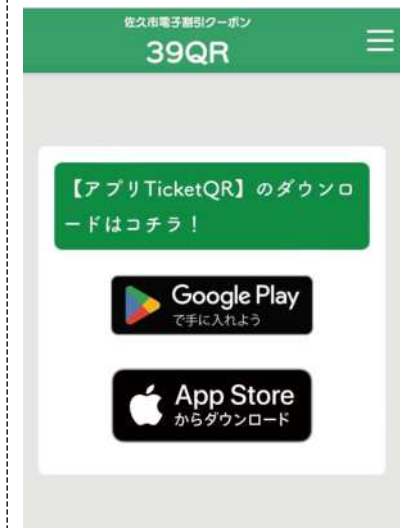 佐久市電子割引クーポン
39QR
【アプリTicketQR】のダウンロ
ードはコチラ！
Google Play
で手に入れよう
App Store
からダウンロード